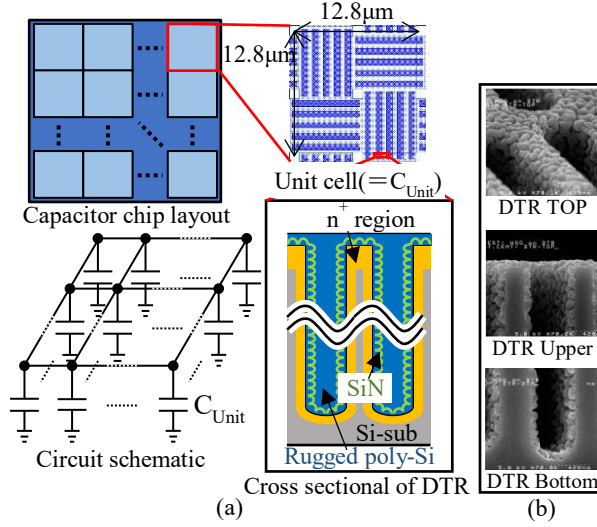 12.8μm
12.8μm
Unit cell(=C_Unit)
Capacitor chip layout
n⁺ region
SiN
C_Unit
Si-sub
Rugged poly-Si
Circuit schematic
Cross sectional of DTR
(a)
DTR TOP
DTR Upper
DTR Bottom
(b)